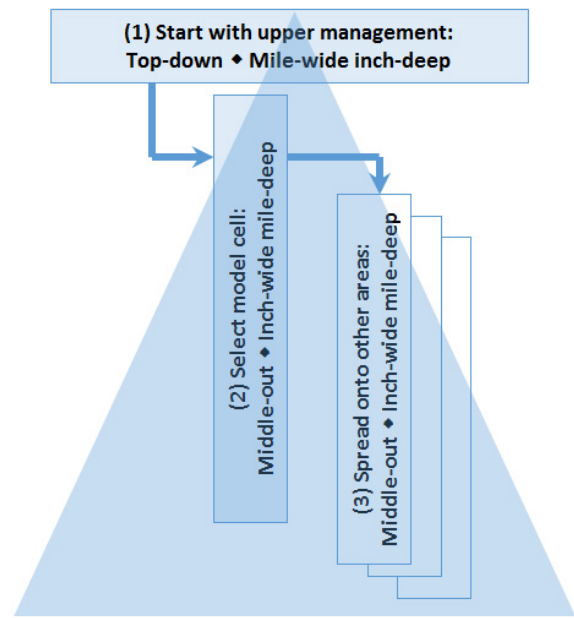 (1) Start with upper management:
Top-down ◆ Mile-wide inch-deep
(2) Select model cell:
Middle-out ◆ Inch-wide mile-deep
(3) Spread onto other areas:
Middle-out ◆ Inch-wide mile-deep